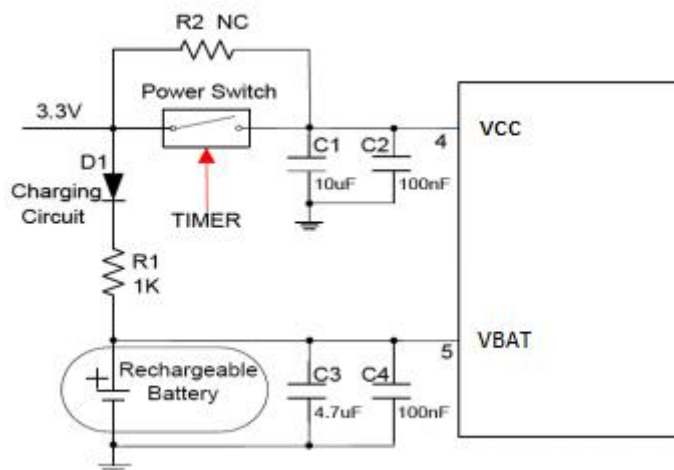 R2 NC
Power Switch
3.3V
4
VCC
D1
Charging
Circuit
TIMER
C1
10uF
C2
100nF
R1
1K
5
VBAT
+
Rechargeable
Battery
C3
4.7uF
C4
100nF